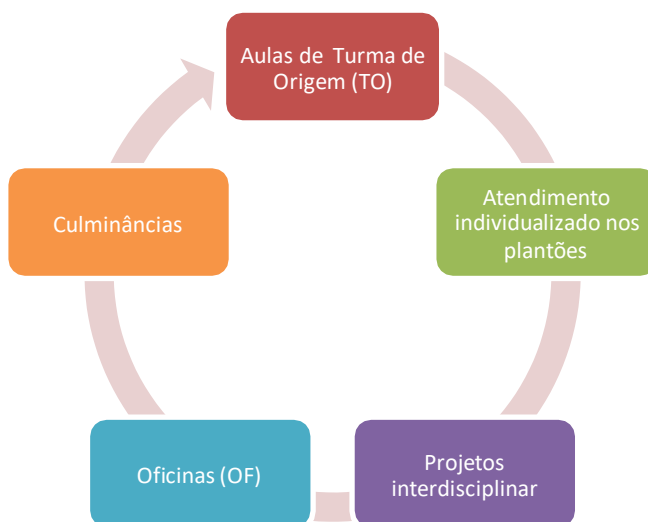 Aulas de Turma de
Origem (TO)
Atendimento
individualizado nos
plantões
Projetos
interdisciplinar
Oficinas (OF)
Culminâncias